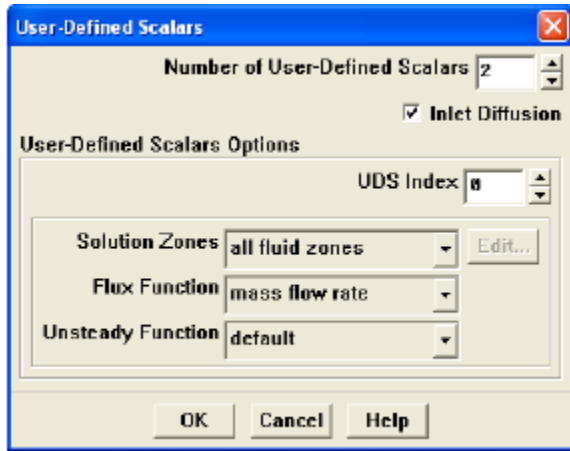 User-Defined Scalars
Number of User-Defined Scalars 2
Inlet Diffusion
User-Defined Scalars Options
UDS Index 0
Solution Zones all fluid zones Edit...
Flux Function mass flow rate
Unsteady Function default
OK Cancel Help